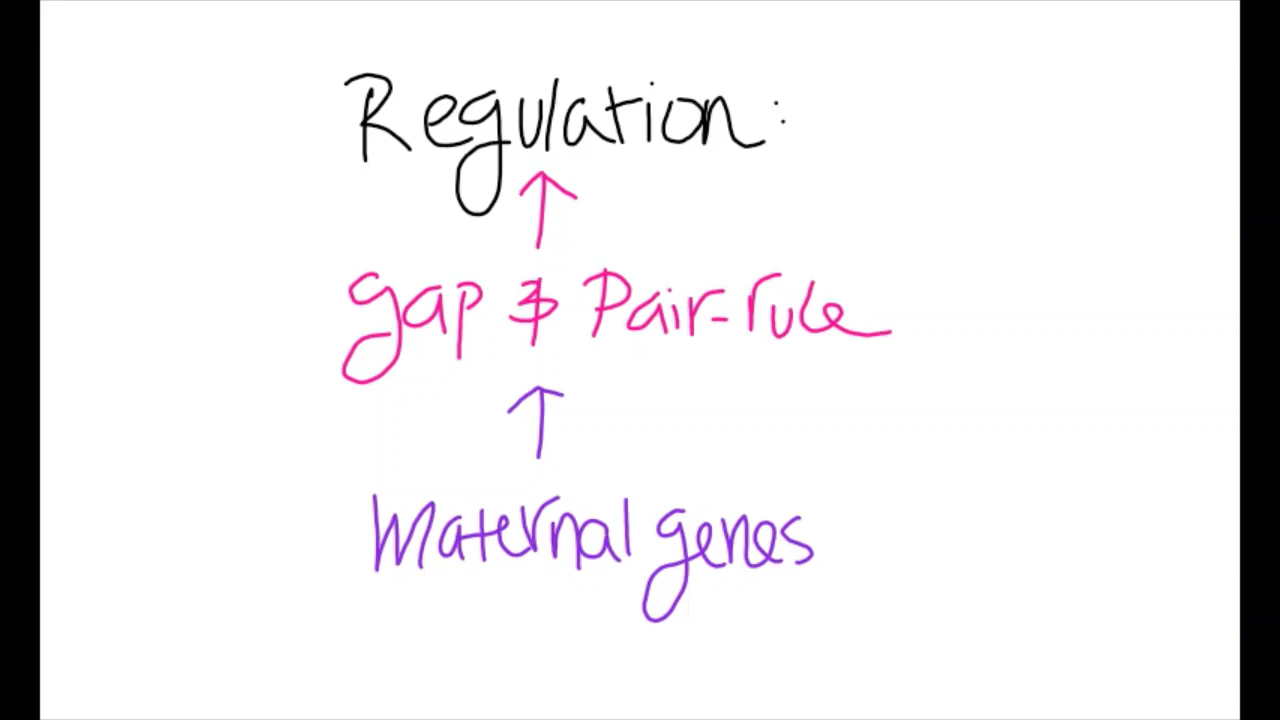 Regulation:
↑
gap & Pair-rule
↑
Maternal genes